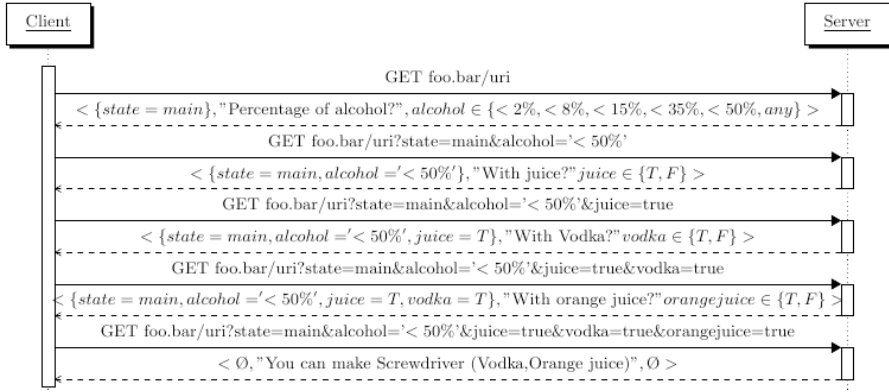 Client
Server
GET foo.bar/uri
< {state = main}, "Percentage of alcohol?", alcohol ∈ {< 2%, < 8%, < 15%, < 35%, < 50%, any} >
GET foo.bar/uri?state=main&alcohol='< 50%'
< {state = main, alcohol =' < 50%'}, "With juice?" juice ∈ {T, F} >
GET foo.bar/uri?state=main&alcohol='< 50%'&juice=true
< {state = main, alcohol =' < 50%', juice = T}, "With Vodka?" vodka ∈ {T, F} >
GET foo.bar/uri?state=main&alcohol='< 50%'&juice=true&vodka=true
< {state = main, alcohol =' < 50%', juice = T, vodka = T}, "With orange juice?" orangejuice ∈ {T, F} >
GET foo.bar/uri?state=main&alcohol='< 50%'&juice=true&vodka=true&orangejuice=true
< Ø, "You can make Screwdriver (Vodka,Orange juice)", Ø >